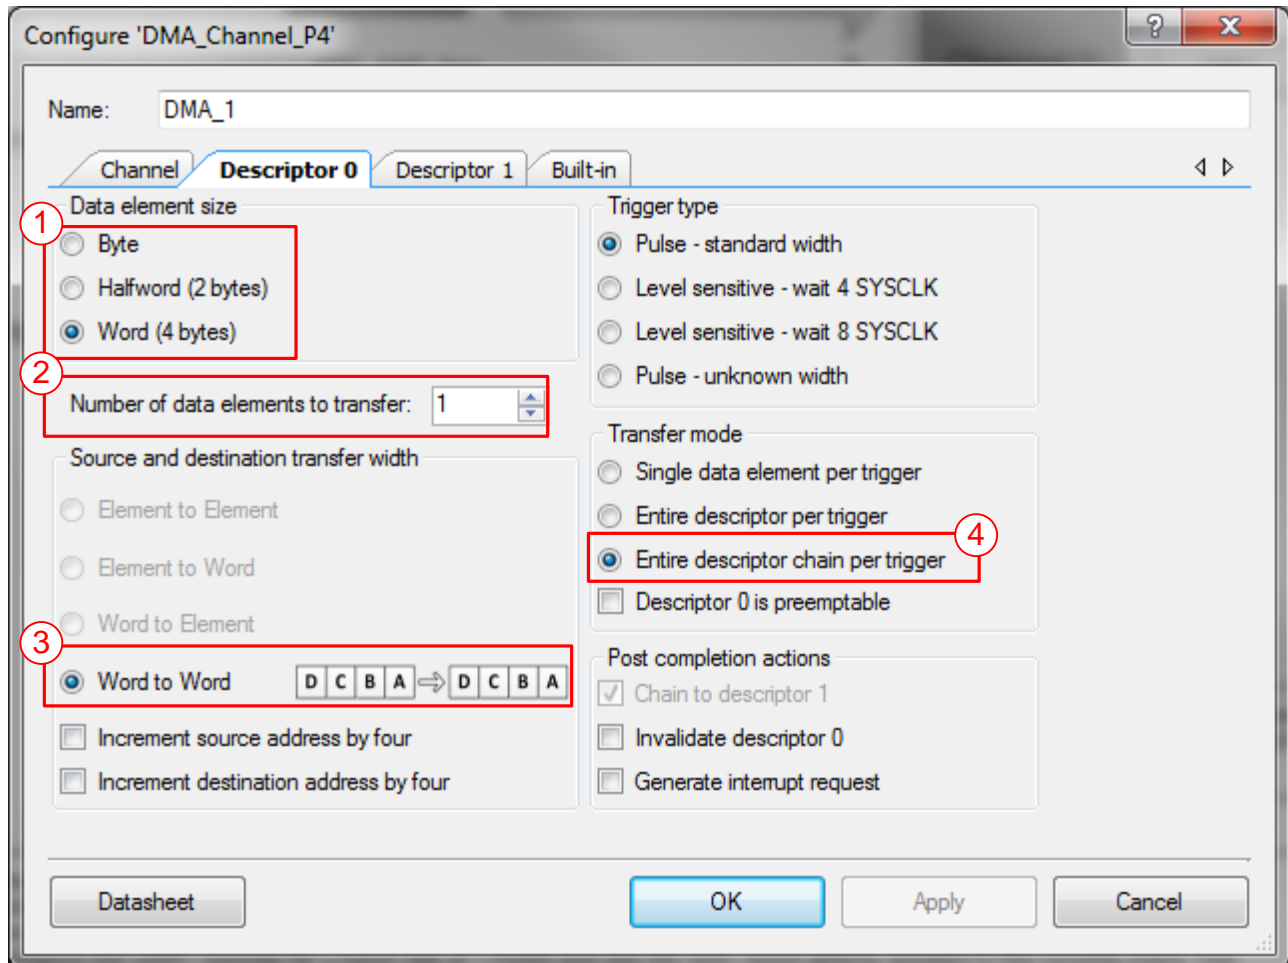 Configure 'DMA_Channel_P4'
Name: DMA_1
Channel Descriptor 0 Descriptor 1 Built-in
1
Data element size
Byte
Halfword (2 bytes)
Word (4 bytes)
2
Number of data elements to transfer: 1
Source and destination transfer width
Element to Element
Element to Word
Word to Element
3
Word to Word D C B A D C B A
Increment source address by four
Increment destination address by four
Trigger type
Pulse - standard width
Level sensitive - wait 4 SYSCLK
Level sensitive - wait 8 SYSCLK
Pulse - unknown width
Transfer mode
Single data element per trigger
Entire descriptor per trigger
4
Entire descriptor chain per trigger
Descriptor 0 is preemptable
Post completion actions
Chain to descriptor 1
Invalidate descriptor 0
Generate interrupt request
Datasheet OK Apply Cancel